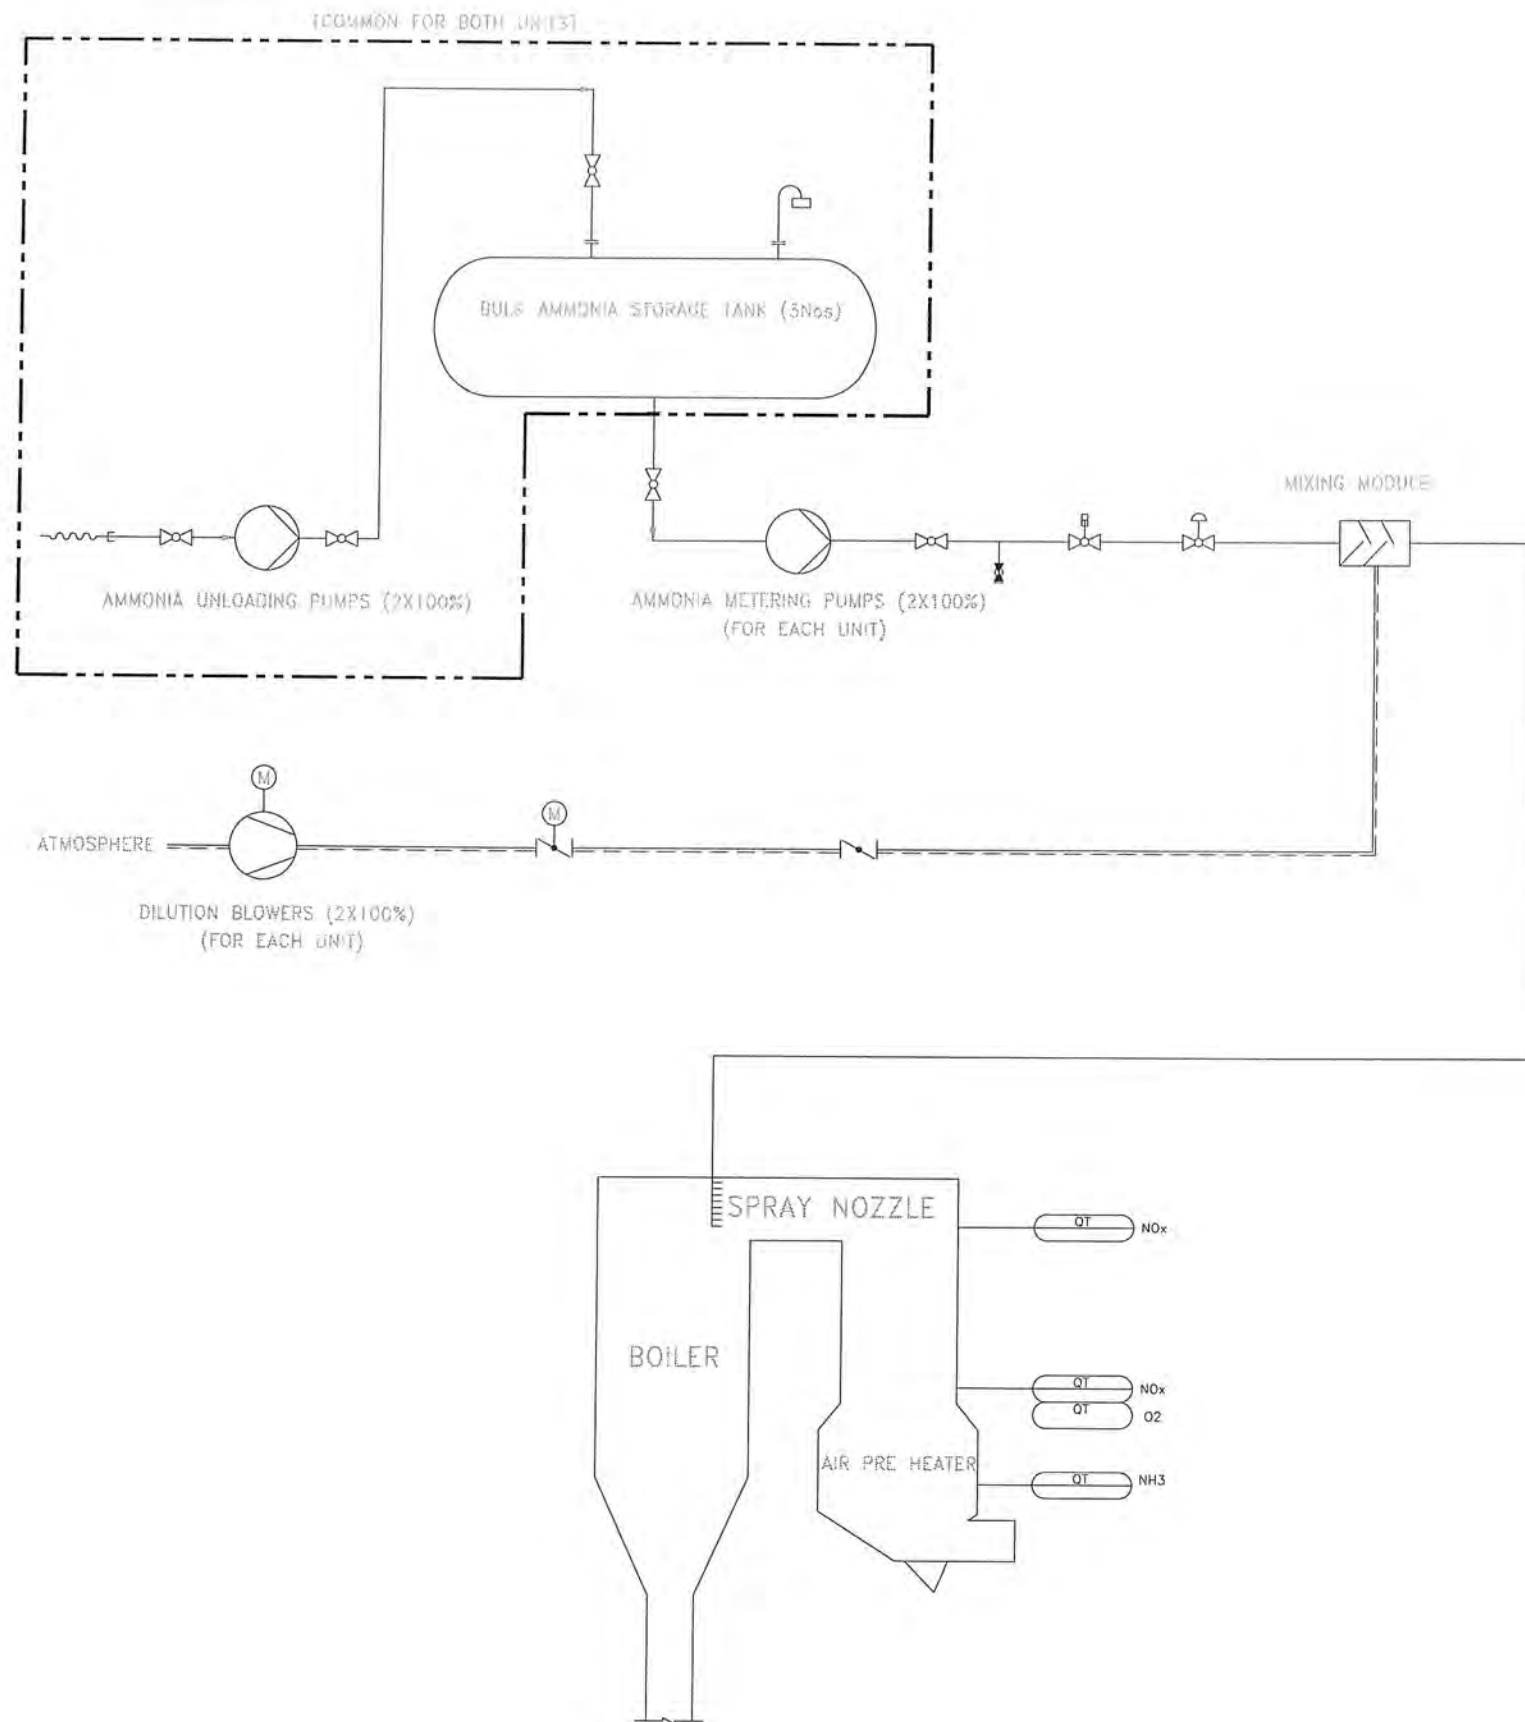 (COMMON FOR BOTH UNITS)
BULK AMMONIA STORAGE TANK (3Nos)
MIXING MODUCE
AMMONIA UNLOADING PUMPS (2X100%)
AMMONIA METERING PUMPS (2X100%)
(FOR EACH UNIT)
M
M
ATMOSPHERE
DILUTION BLOWERS (2X100%)
(FOR EACH UNIT)
SPRAY NOZZLE
QT NOx
BOILER
QT NOx
QT O2
AIR PRE HEATER
QT NH3